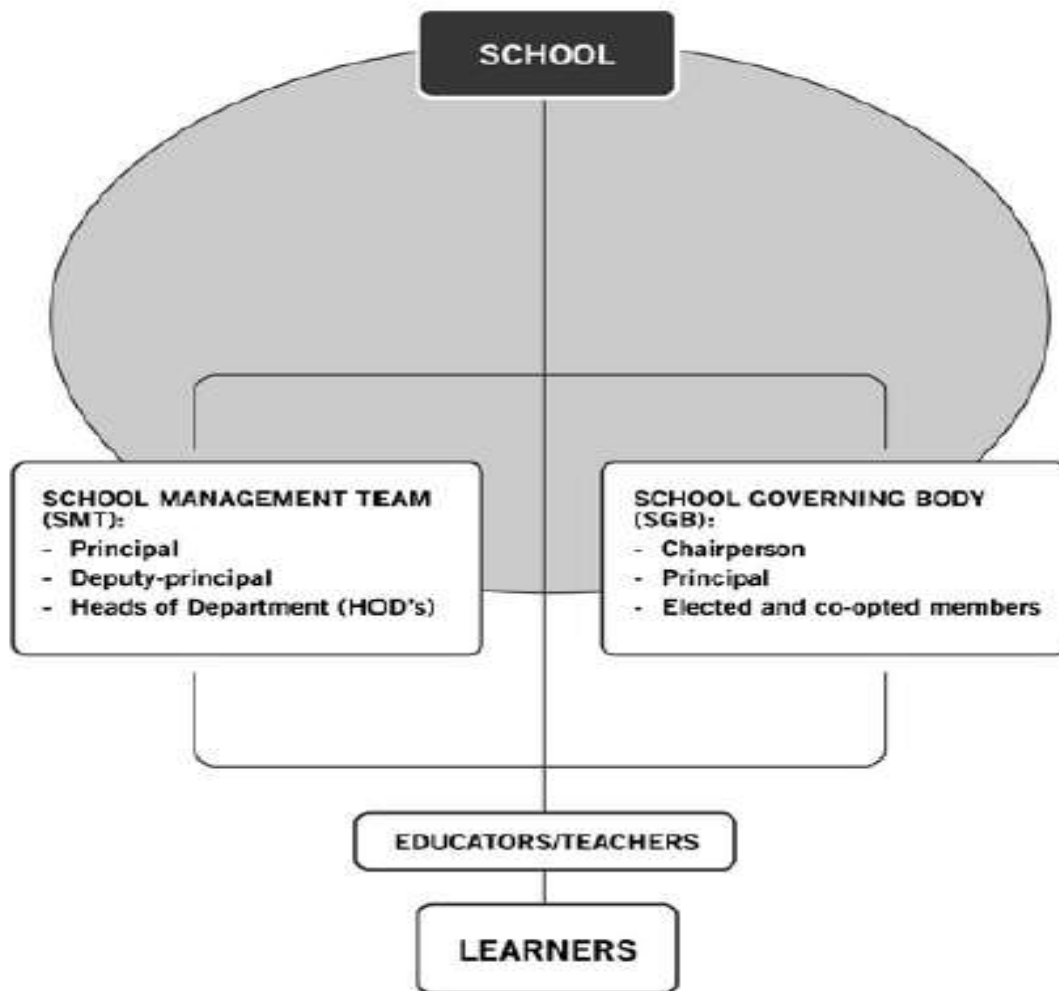 SCHOOL
SCHOOL MANAGEMENT TEAM
(SMT):
- Principal
- Deputy-principal
- Heads of Department (HOD's)
SCHOOL GOVERNING BODY
(SGB):
- Chairperson
- Principal
- Elected and co-opted members
EDUCATORS/TEACHERS
LEARNERS